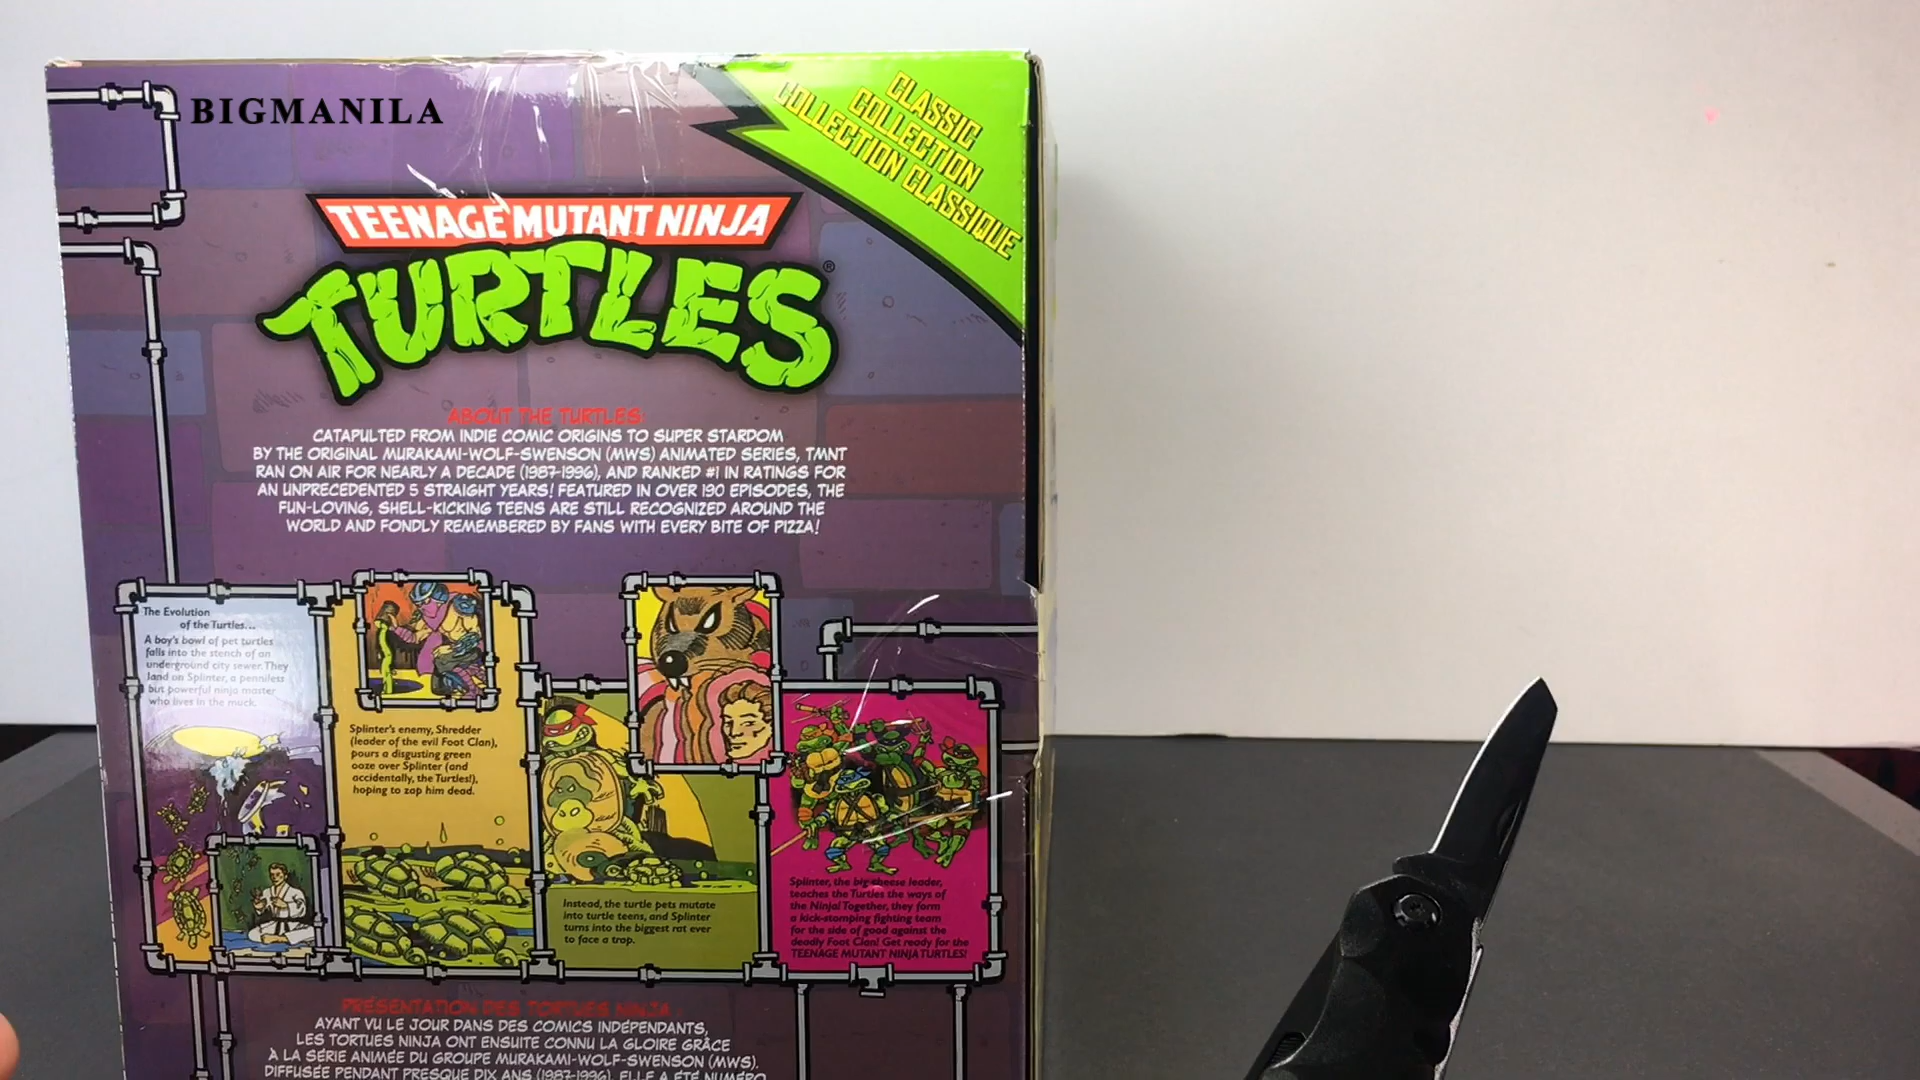 BIGMANILA
CLASSIC
COLLECTION
COLLECTION CLASSIQUE
TEENAGE MUTANT NINJA
TURTLES®
ABOUT THE TURTLES:
CATAPULTED FROM INDIE COMIC ORIGINS TO SUPER STARDOM
BY THE ORIGINAL MURAKAMI-WOLF-SWENSON (MWS) ANIMATED SERIES, TMNT
RAN ON AIR FOR NEARLY A DECADE (1987-1996), AND RANKED #1 IN RATINGS FOR
AN UNPRECEDENTED 5 STRAIGHT YEARS! FEATURED IN OVER 190 EPISODES, THE
FUN-LOVING, SHELL-KICKING TEENS ARE STILL RECOGNIZED AROUND THE
WORLD AND FONDLY REMEMBERED BY FANS WITH EVERY BITE OF PIZZA!
The Evolution
of the Turtles...
A boy's bowl of pet turtles
falls into the stench of an
underground city sewer. They
land on Splinter, a penniless
but powerful ninja master
who lives in the muck.
Splinter's enemy, Shredder
(leader of the evil Foot Clan),
pours a disgusting green
ooze over Splinter (and
accidentally, the Turtles!),
hoping to zap him dead.
Instead, the turtle pets mutate
into turtle teens, and Splinter
turns into the biggest rat ever
to face a trap.
Splinter, the big cheese leader,
teaches the Turtles the ways of
the Ninja! Together, they form
a kick-stomping fighting team
for the side of good against the
deadly Foot Clan! Get ready for the
TEENAGE MUTANT NINJA TURTLES!
PRÉSENTATION DES TORTUES NINJA :
AYANT VU LE JOUR DANS DES COMICS INDÉPENDANTS,
LES TORTUES NINJA ONT ENSUITE CONNU LA GLOIRE GRÂCE
À LA SÉRIE ANIMÉE DU GROUPE MURAKAMI-WOLF-SWENSON (MWS).
DIFFUSÉE PENDANT PRESQUE DIX ANS (1987-1996), ELLE A ÉTÉ NUMÉRO